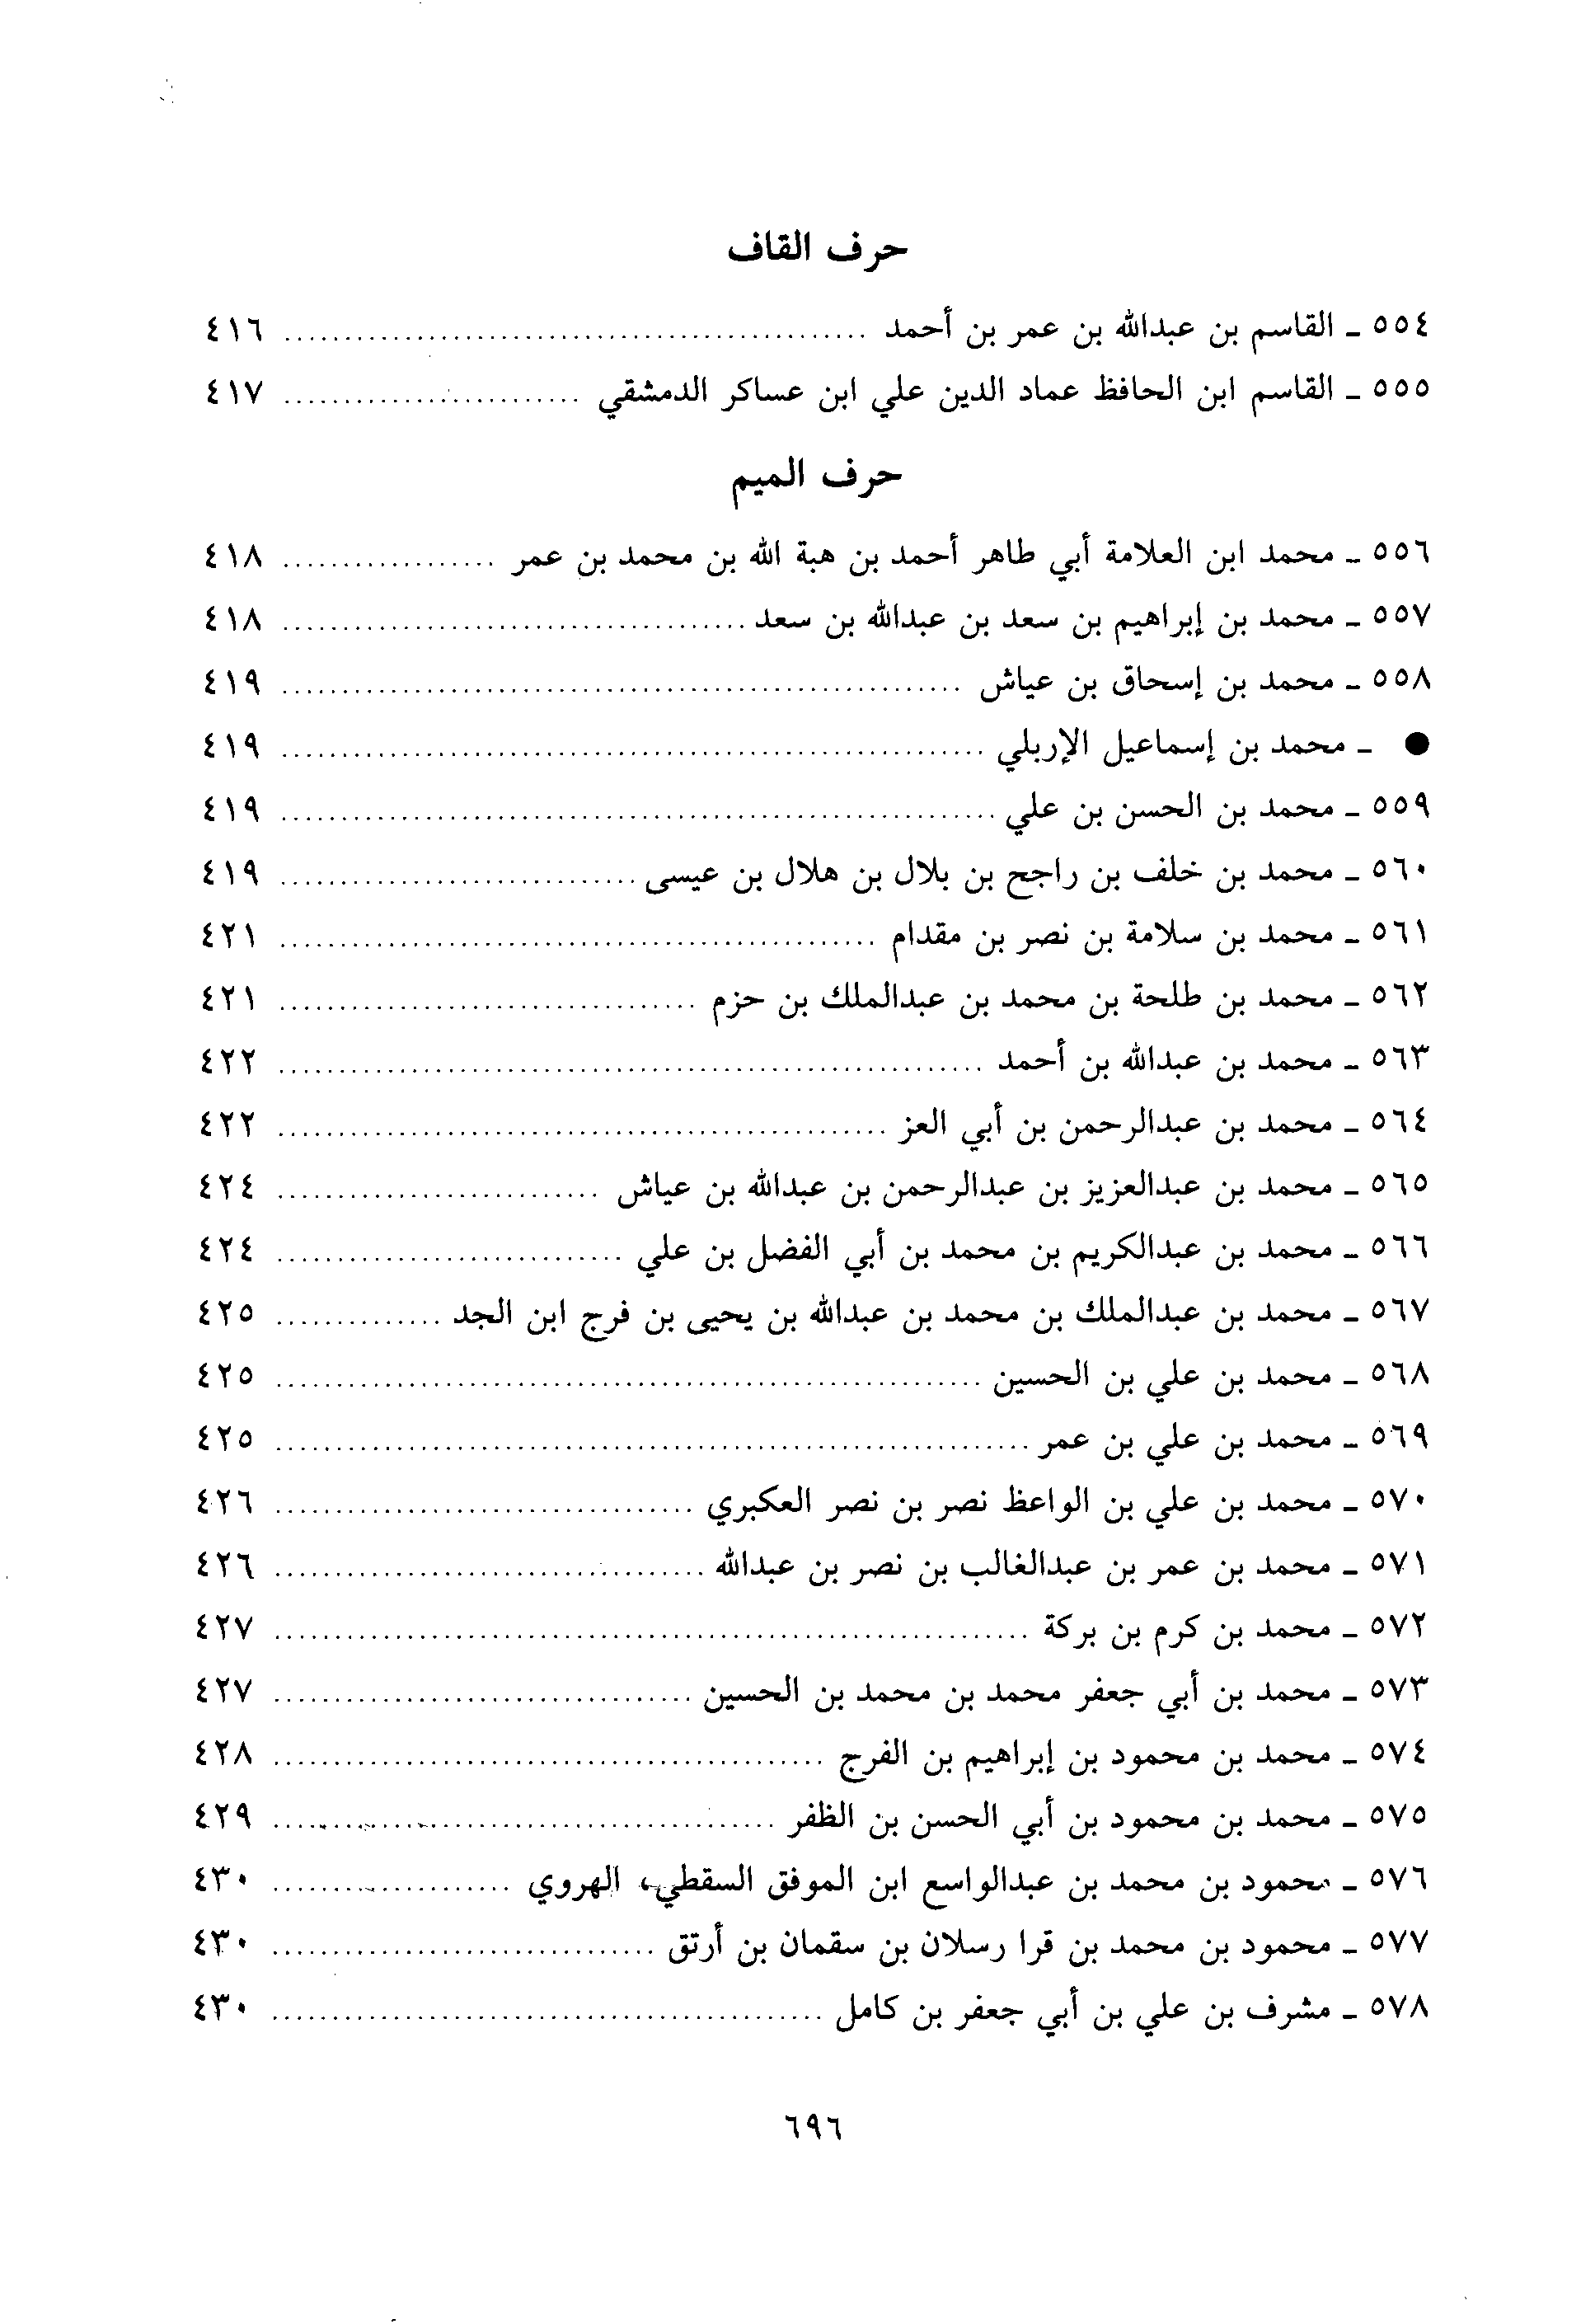 حرف القاف
٥٥٤ - القاسم بن عبدالله بن عمر بن أحمد .......... ٤١٦
٥٥٥ - القاسم ابن الحافظ عماد الدين علي ابن عساكر الدمشقي .......... ٤١٧
حرف الميم
٥٥٦ - محمد ابن العلامة أبي طاهر أحمد بن هبة الله بن محمد بن عمر .......... ٤١٨
٥٥٧ - محمد بن إبراهيم بن سعد بن عبدالله بن سعد .......... ٤١٨
٥٥٨ - محمد بن إسحاق بن عياش .......... ٤١٩
● - محمد بن إسماعيل الإربلي .......... ٤١٩
٥٥٩ - محمد بن الحسن بن علي .......... ٤١٩
٥٦٠ - محمد بن خلف بن راجح بن بلال بن هلال بن عيسى .......... ٤١٩
٥٦١ - محمد بن سلامة بن نصر بن مقدام .......... ٤٢١
٥٦٢ - محمد بن طلحة بن محمد بن عبدالملك بن حزم .......... ٤٢١
٥٦٣ - محمد بن عبدالله بن أحمد .......... ٤٢٢
٥٦٤ - محمد بن عبدالرحمن بن أبي العز .......... ٤٢٢
٥٦٥ - محمد بن عبدالعزيز بن عبدالرحمن بن عبدالله بن عياش .......... ٤٢٤
٥٦٦ - محمد بن عبدالكريم بن محمد بن أبي الفضل بن علي .......... ٤٢٤
٥٦٧ - محمد بن عبدالملك بن محمد بن عبدالله بن يحيى بن فرج ابن الجد .......... ٤٢٥
٥٦٨ - محمد بن علي بن الحسين .......... ٤٢٥
٥٦٩ - محمد بن علي بن عمر .......... ٤٢٥
٥٧٠ - محمد بن علي بن الواعظ نصر بن نصر العكبري .......... ٤٢٦
٥٧١ - محمد بن عمر بن عبدالغالب بن نصر بن عبدالله .......... ٤٢٦
٥٧٢ - محمد بن كرم بن بركة .......... ٤٢٧
٥٧٣ - محمد بن أبي جعفر محمد بن محمد بن الحسين .......... ٤٢٧
٥٧٤ - محمد بن محمود بن إبراهيم بن الفرج .......... ٤٢٨
٥٧٥ - محمد بن محمود بن أبي الحسن بن الظفر .......... ٤٢٩
٥٧٦ - محمود بن محمد بن عبدالواسع ابن الموفق السقطي، الهروي .......... ٤٣٠
٥٧٧ - محمود بن محمد بن قرا رسلان بن سقمان بن أرتق .......... ٤٣٠
٥٧٨ - مشرف بن علي بن أبي جعفر بن كامل .......... ٤٣٠
٦٩٦